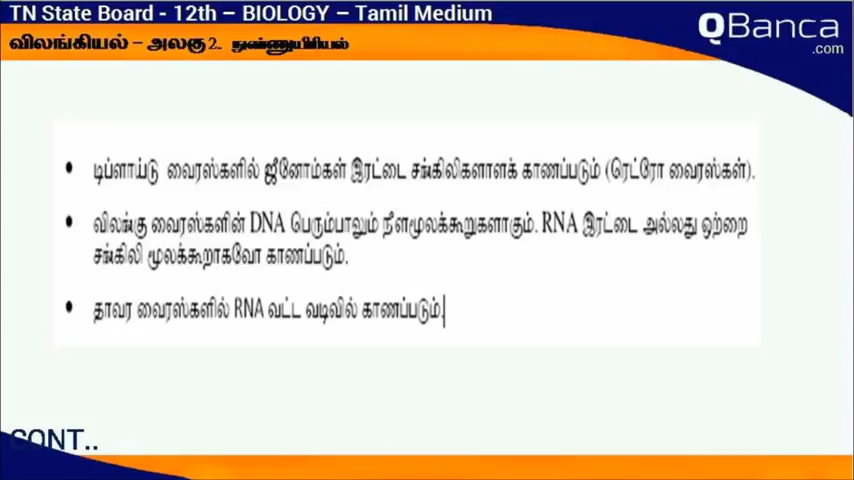 TN State Board - 12th – BIOLOGY – Tamil Medium
QBanca
.com
விலங்கியல் – அலகு 2.. நுண்ணுயிரியல்
• டிப்ளாய்டு வைரஸ்களில் ஜீனோம்கள் இரட்டை சங்கிலிகளாளக் காணப்படும் (ரெட்ரோ வைரஸ்கள்).
• விலங்கு வைரஸ்களின் DNA பெரும்பாலும் நீளமூலக்கூறுகளாகும். RNA இரட்டை அல்லது ஒற்றை
சங்கிலி மூலக்கூறாகவோ காணப்படும்.
• தாவர வைரஸ்களில் RNA வட்ட வடிவில் காணப்படும்.
CONT..